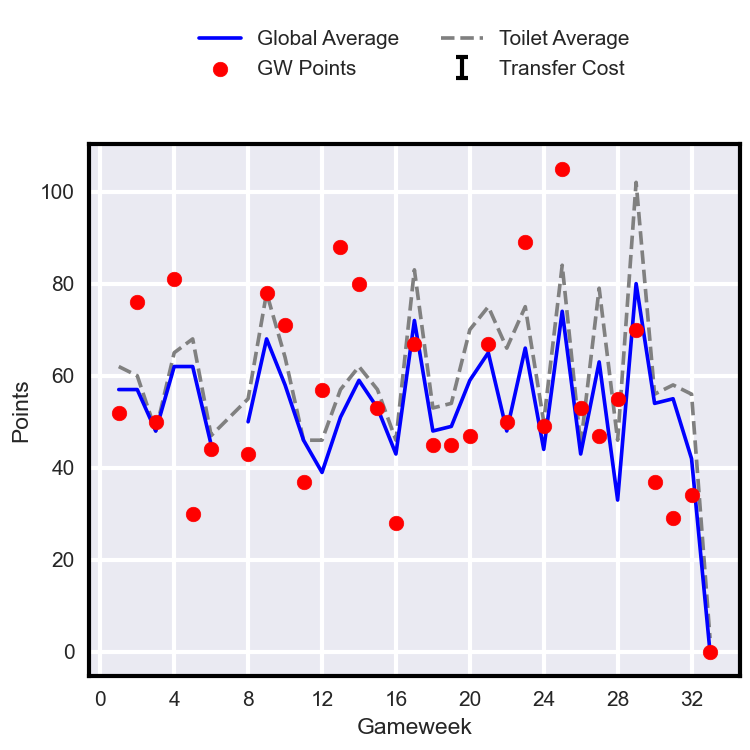 Global Average
Toilet Average
GW Points
Transfer Cost
100
80
60
40
20
0
Points
0 4 8 12 16 20 24 28 32
Gameweek